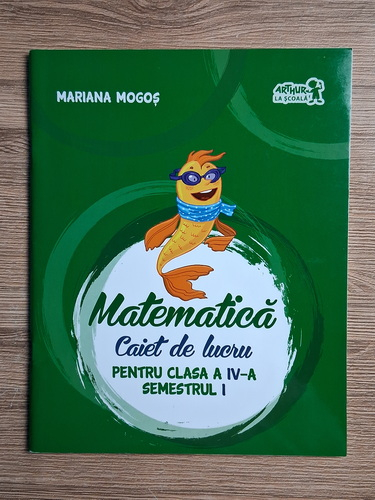 MARIANA MOGOȘ
ARTHUR
LA ȘCOALĂ
Matematică
Caiet de lucru
PENTRU CLASA A IV-A
SEMESTRUL I